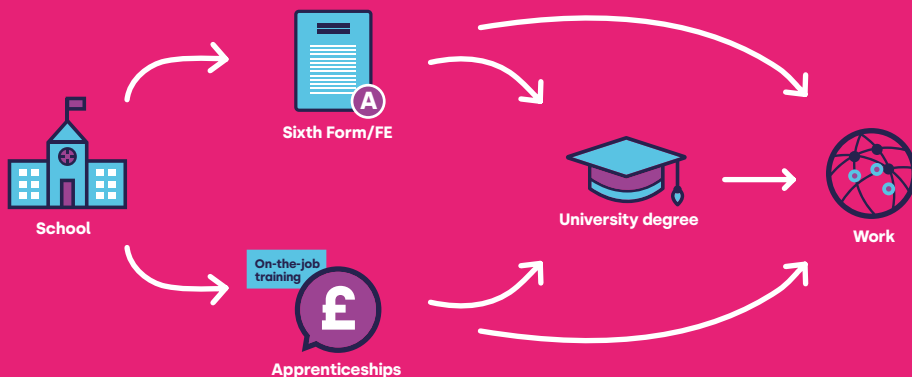 A
Sixth Form/FE
School
University degree
Work
On-the-job
training
£
Apprenticeships